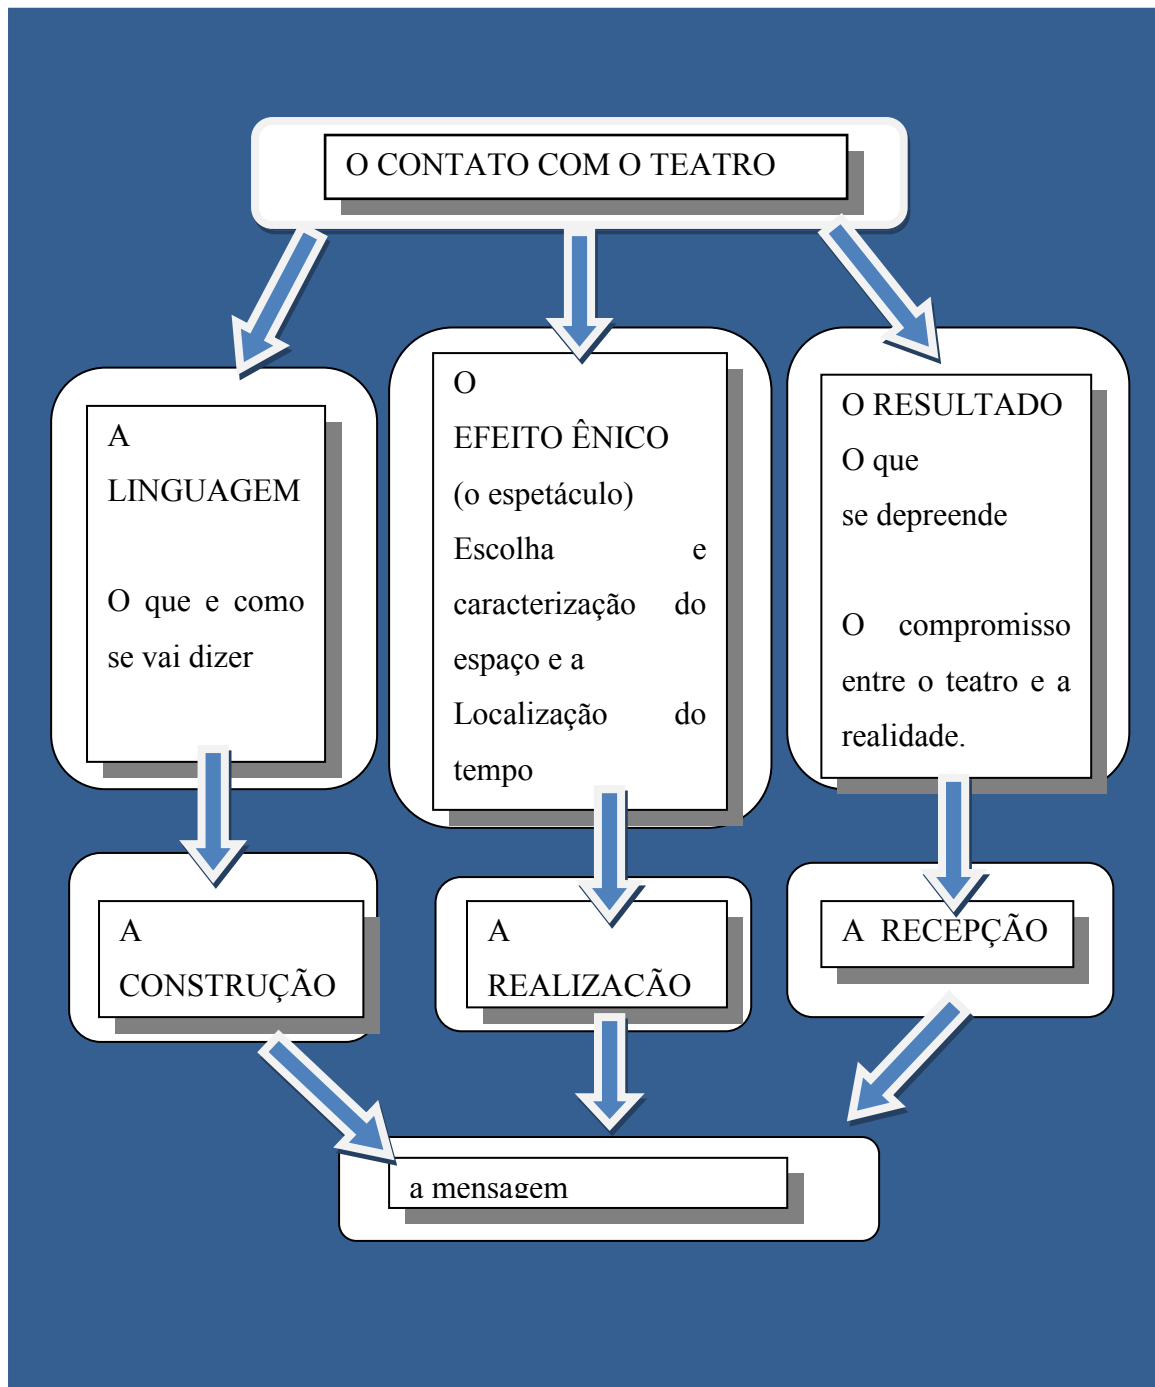 O CONTATO COM O TEATRO
A
LINGUAGEM
O que e como
se vai dizer
O
EFEITO ÊNICO
(o espetáculo)
Escolha e
caracterização do
espaço e a
Localização do
tempo
O RESULTADO
O que
se depreende
O compromisso
entre o teatro e a
realidade.
A
CONSTRUÇÃO
A
REALIZACÃO
A RECEPÇÃO
a mensagem